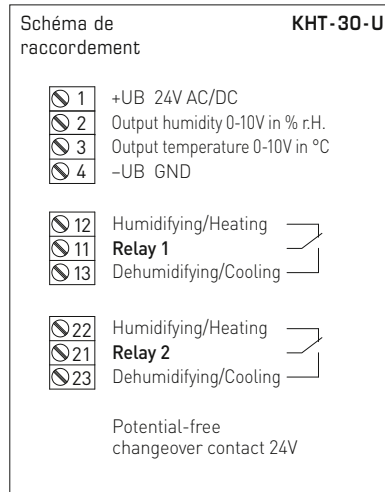 Schéma de raccordement KHT-30-U
1 +UB 24V AC/DC
2 Output humidity 0-10V in % r.H.
3 Output temperature 0-10V in °C
4 –UB GND
12 Humidifying/Heating
11 Relay 1
13 Dehumidifying/Cooling
22 Humidifying/Heating
21 Relay 2
23 Dehumidifying/Cooling
Potential-free
changeover contact 24V